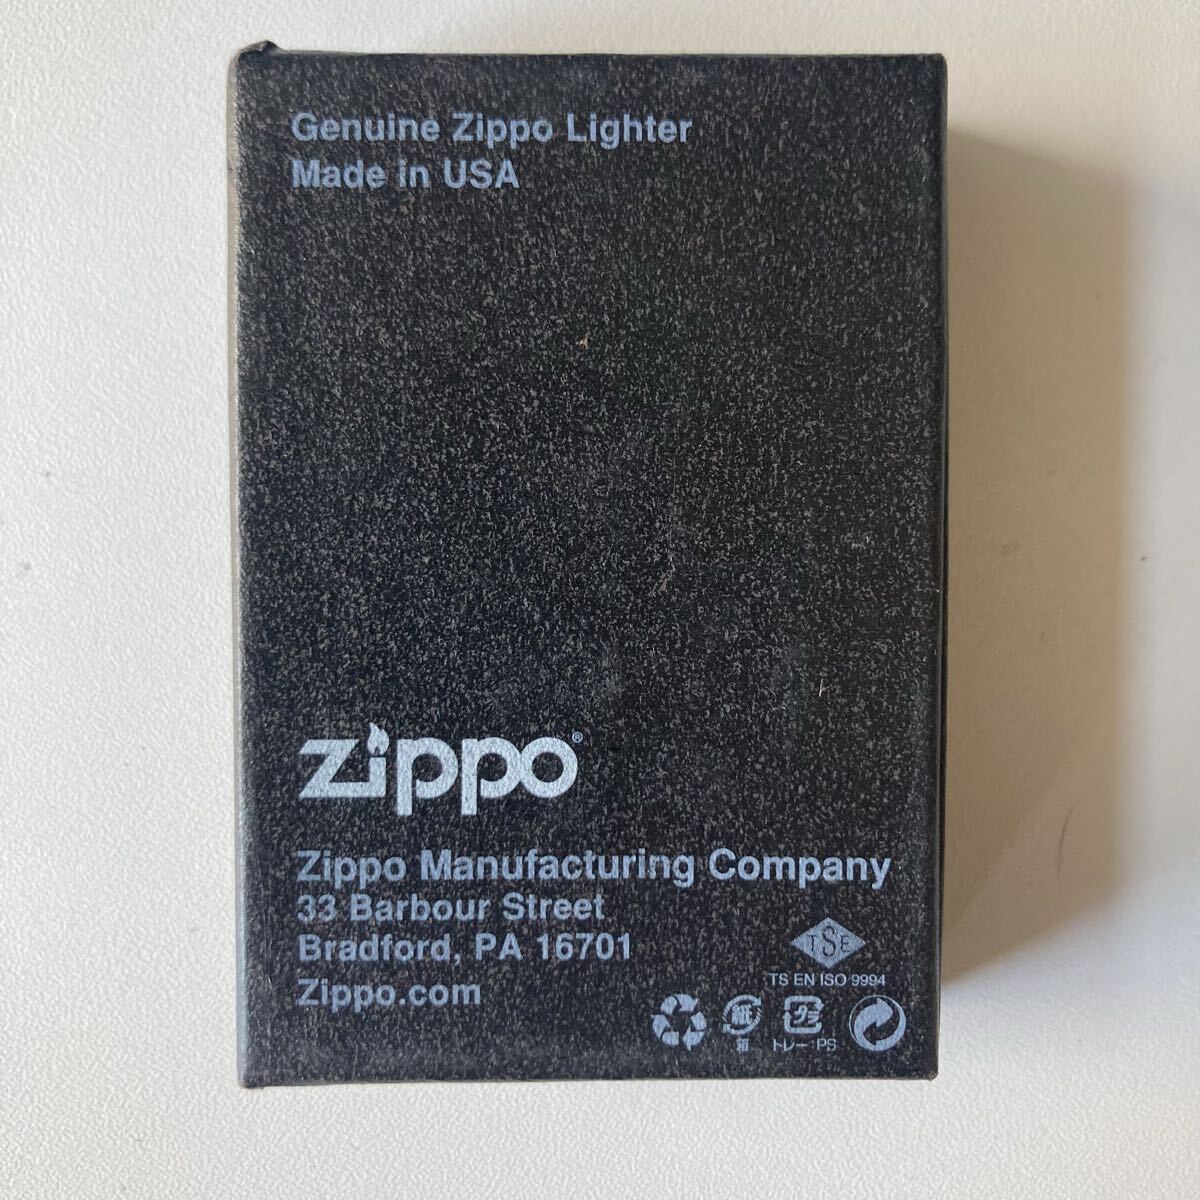 Genuine Zippo Lighter
Made in USA
Zippo®
Zippo Manufacturing Company
33 Barbour Street
Bradford, PA 16701
Zippo.com
TSE
TS EN ISO 9994
紙
箱
プラ
トレー:PS